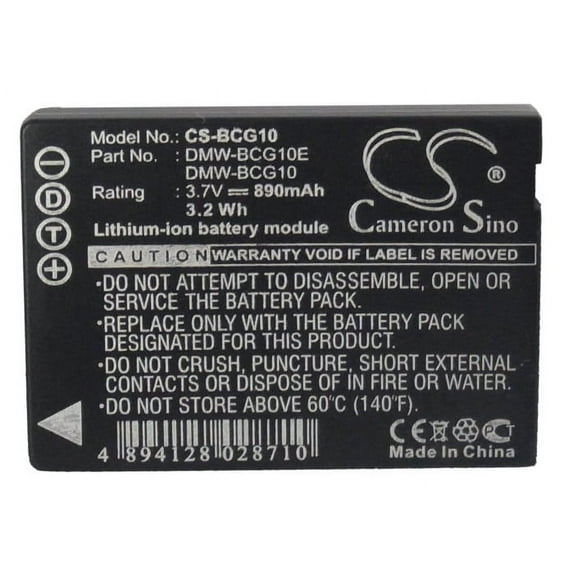 Model No.: CS-BCG10
Part No. : DMW-BCG10E
DMW-BCG10
Rating : 3.7V 890mAh
3.2 Wh
Lithium-ion battery module
CS
®
Cameron Sino
D
T
CAUTION WARRANTY VOID IF LABEL IS REMOVED
•DO NOT ATTEMPT TO DISASSEMBLE, OPEN OR
SERVICE THE BATTERY PACK
•REPLACE ONLY WITH THE BATTERY PACK
DESIGNATED FOR THIS PRODUCT.
•DO NOT CRUSH, PUNCTURE, SHORT EXTERNAL
CONTACTS OR DISPOSE OF IN FIRE OR WATER
•DO NOT STORE ABOVE 60℃ (140℉).
4 894128 028710
CE